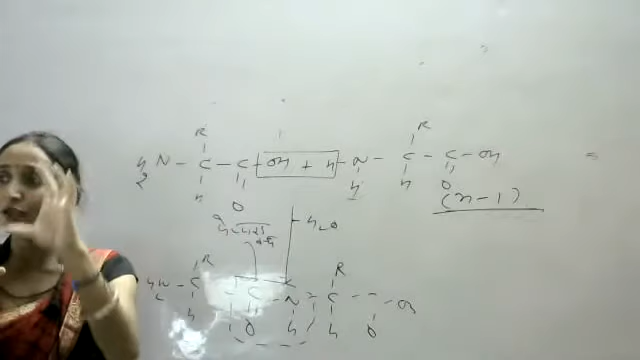 R R
H₂N - C - C - OH + H - N - C - C - OH
H O H H O
(n-1)
H₂O
R R
H₂N - C - C - N - C - - OH
H O H H O